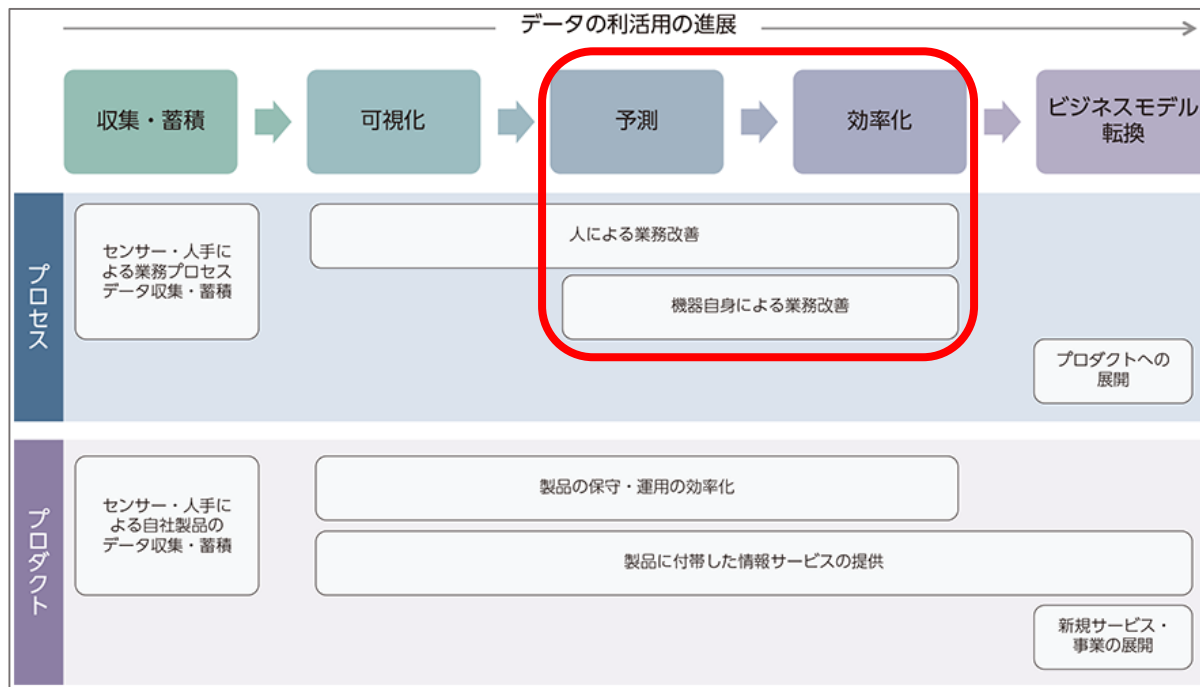 データの利活用の進展
収集・蓄積
可視化
予測
効率化
ビジネスモデル
転換
プロセス
センサー・人手に
よる業務プロセス
データ収集・蓄積
人による業務改善
機器自身による業務改善
プロダクトへの
展開
プロダクト
センサー・人手に
よる自社製品の
データ収集・蓄積
製品の保守・運用の効率化
製品に付帯した情報サービスの提供
新規サービス・
事業の展開